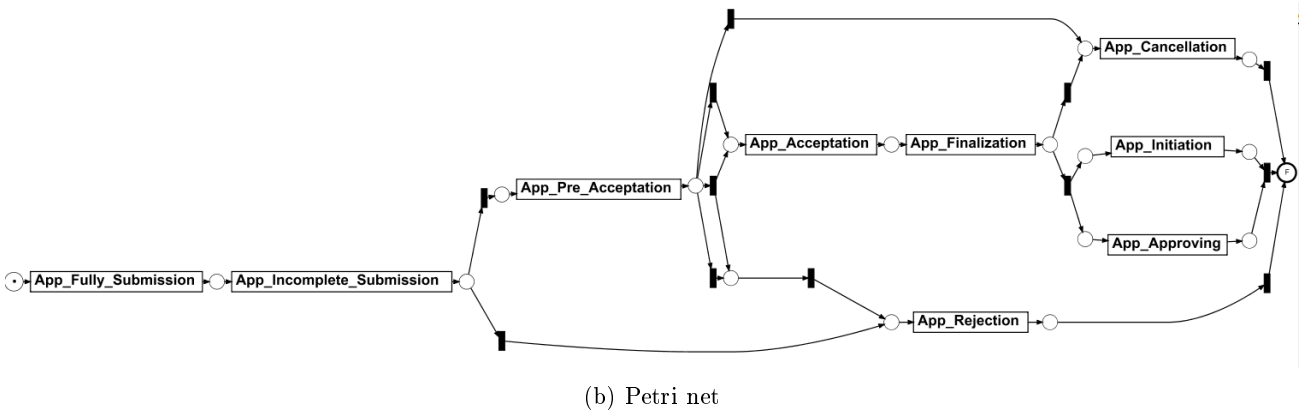 App_Cancellation
App_Acceptation
App_Finalization
App_Initiation
App_Pre_Acceptation
App_Approving
F
App_Fully_Submission
App_Incomplete_Submission
App_Rejection
(b) Petri net